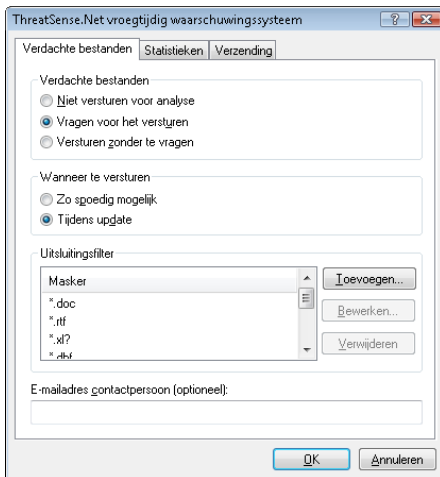 ThreatSense.Net vroegtijdig waarschuwingssysteem
Verdachte bestanden Statistieken Verzending
Verdachte bestanden
Niet versturen voor analyse
Vragen voor het versturen
Versturen zonder te vragen
Wanneer te versturen
Zo spoedig mogelijk
Tijdens update
Uitsluitingsfilter
Masker
*.doc
*.rtf
*.xl?
*.dbf
Toevoegen...
Bewerken...
Verwijderen
E-mailadres contactpersoon (optioneel):
OK Annuleren